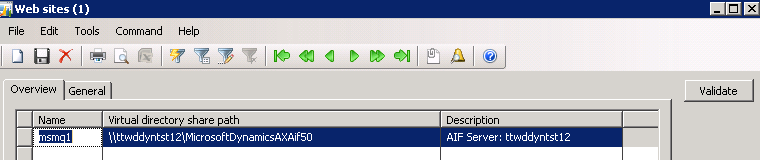 Web sites (1)
File Edit Tools Command Help
Overview General
Validate
Name Virtual directory share path Description
msmq1 \\ttwddyntst12\MicrosoftDynamicsAXAif50 AIF Server: ttwddyntst12